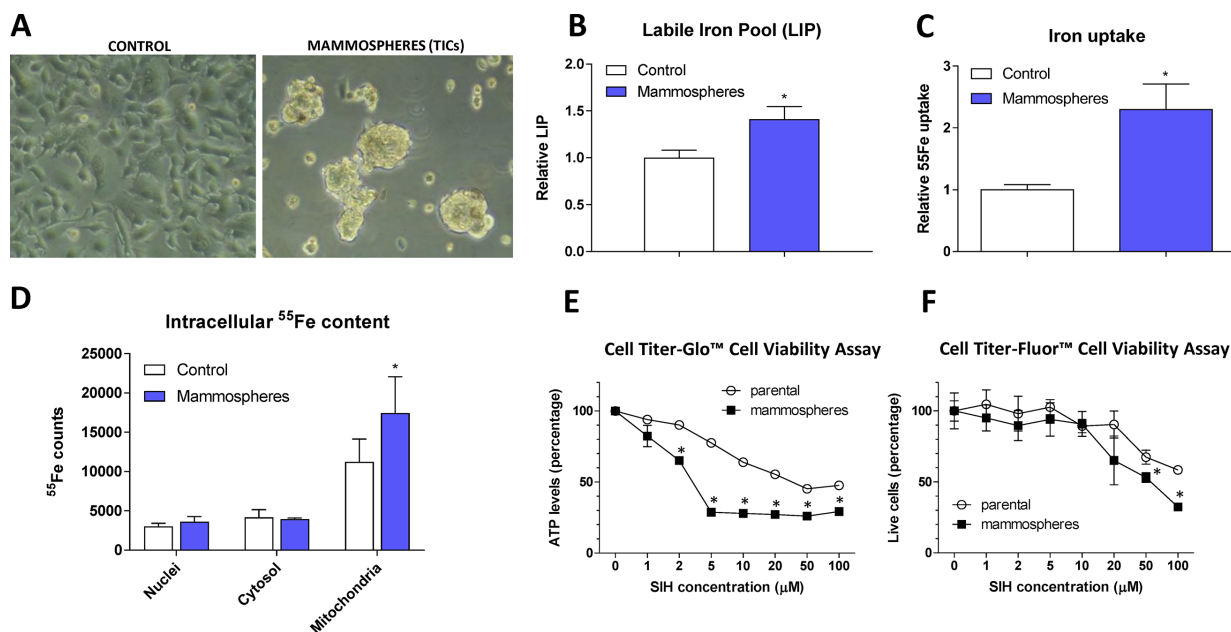 A
CONTROL
MAMMOSPHERES (TICs)
B
Labile Iron Pool (LIP)
Control
Mammospheres
*
Relative LIP
2.0
1.5
1.0
0.5
0.0
C
Iron uptake
Control
Mammospheres
*
Relative 55Fe uptake
3
2
1
0
D
Intracellular ⁵⁵Fe content
Control
Mammospheres
*
⁵⁵Fe counts
25000
20000
15000
10000
5000
0
Nuclei
Cytosol
Mitochondria
E
Cell Titer-Glo™ Cell Viability Assay
parental
mammospheres
ATP levels (percentage)
100
50
0
* * * * * *
0 1 2 5 10 20 50 100
SIH concentration (µM)
F
Cell Titer-Fluor™ Cell Viability Assay
Live cells (percentage)
100
50
0
* *
parental
mammospheres
0 1 2 5 10 20 50 100
SIH concentration (µM)